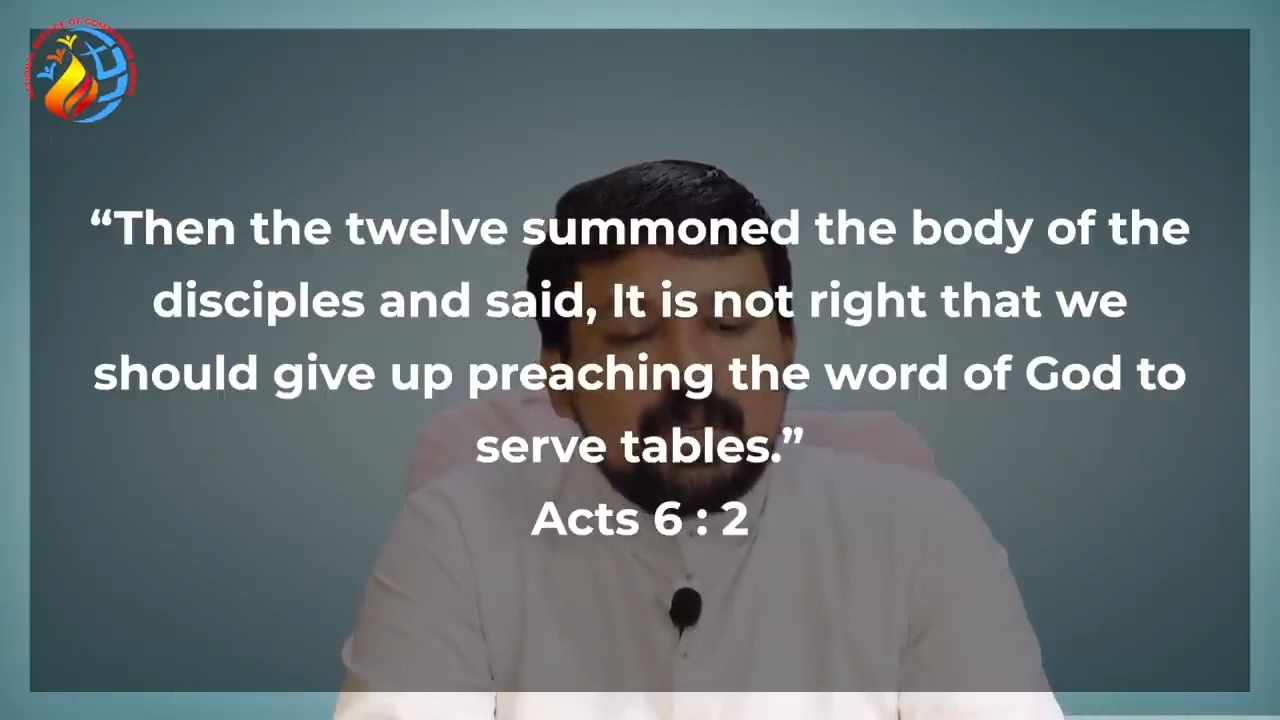 “Then the twelve summoned the body of the
disciples and said, It is not right that we
should give up preaching the word of God to
serve tables.”
Acts 6 : 2